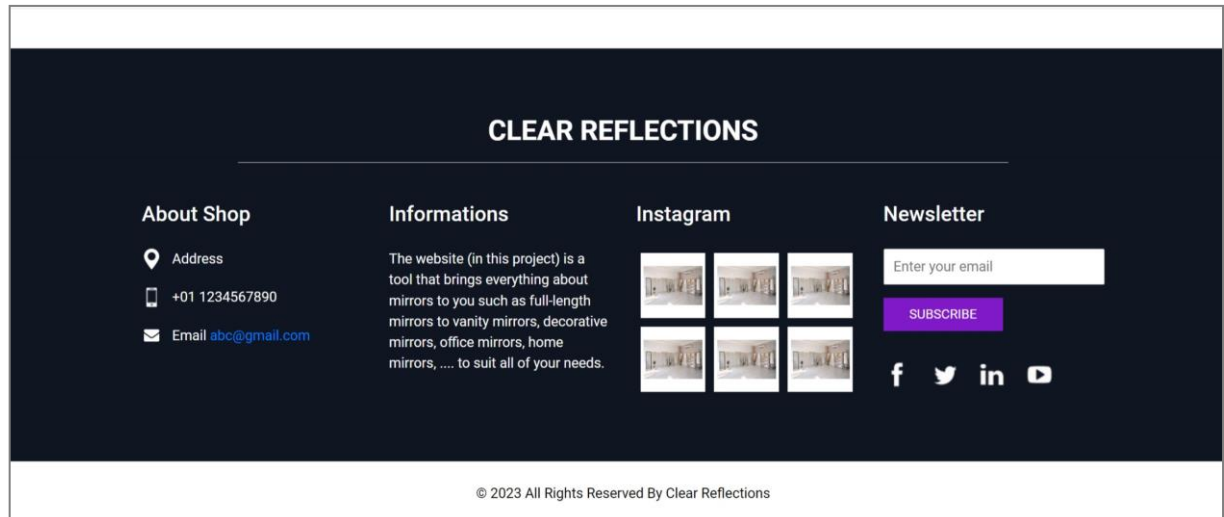 CLEAR REFLECTIONS
About Shop
Address
+01 1234567890
Email abc@gmail.com
Informations
The website (in this project) is a
tool that brings everything about
mirrors to you such as full-length
mirrors to vanity mirrors, decorative
mirrors, office mirrors, home
mirrors, .... to suit all of your needs.
Instagram
Newsletter
Enter your email
SUBSCRIBE
© 2023 All Rights Reserved By Clear Reflections